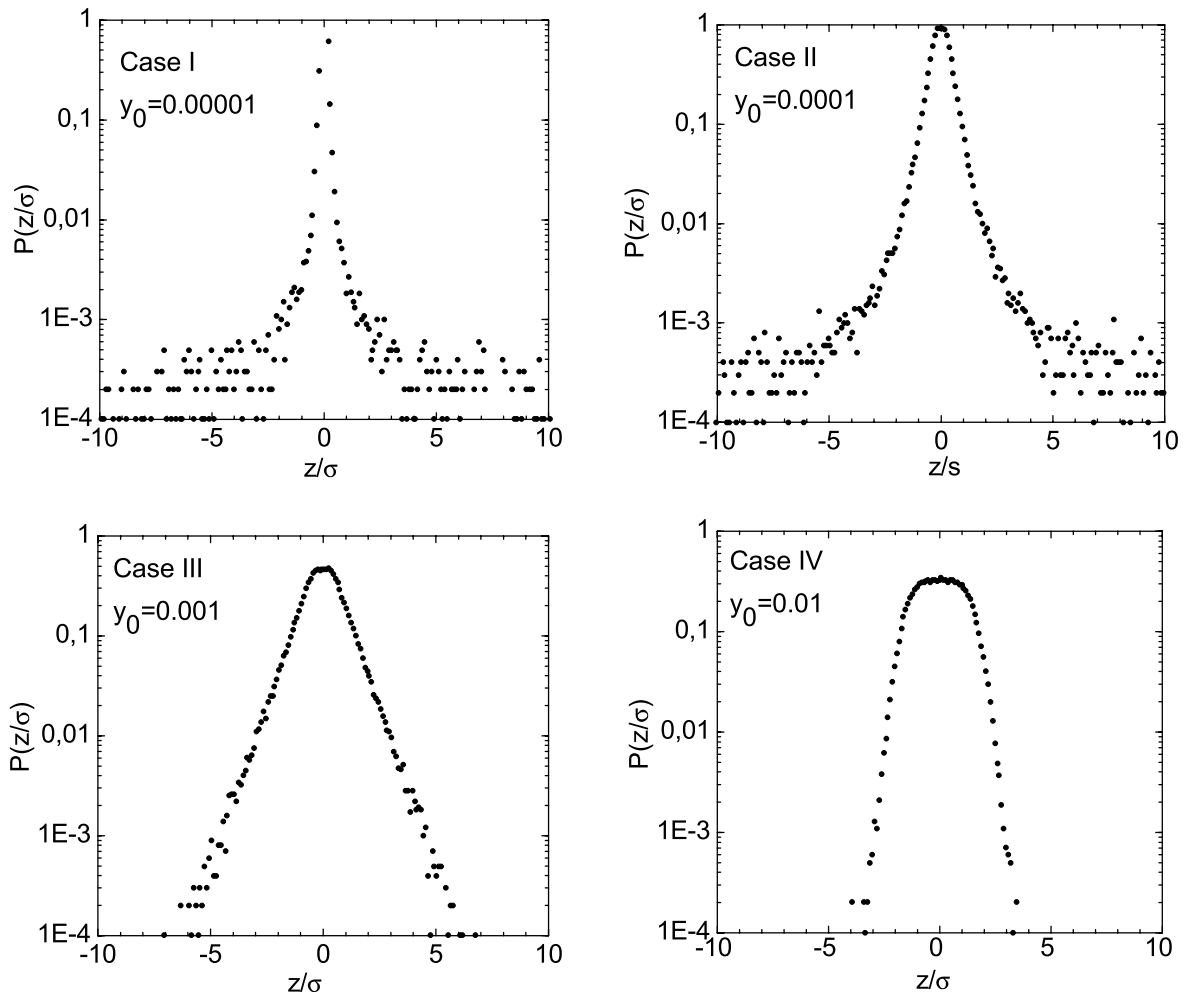 1
Case I
y0=0.00001
0,1
P(z/σ)
0,01
1E-3
1E-4
-10
-5
0
5
10
z/σ
1
Case II
y0=0.0001
0,1
P(z/σ)
0,01
1E-3
1E-4
-10
-5
0
5
10
z/s
1
Case III
y0=0.001
0,1
P(z/σ)
0,01
1E-3
1E-4
-10
-5
0
5
10
z/σ
1
Case IV
y0=0.01
0,1
P(z/σ)
0,01
1E-3
1E-4
-10
-5
0
5
10
z/σ